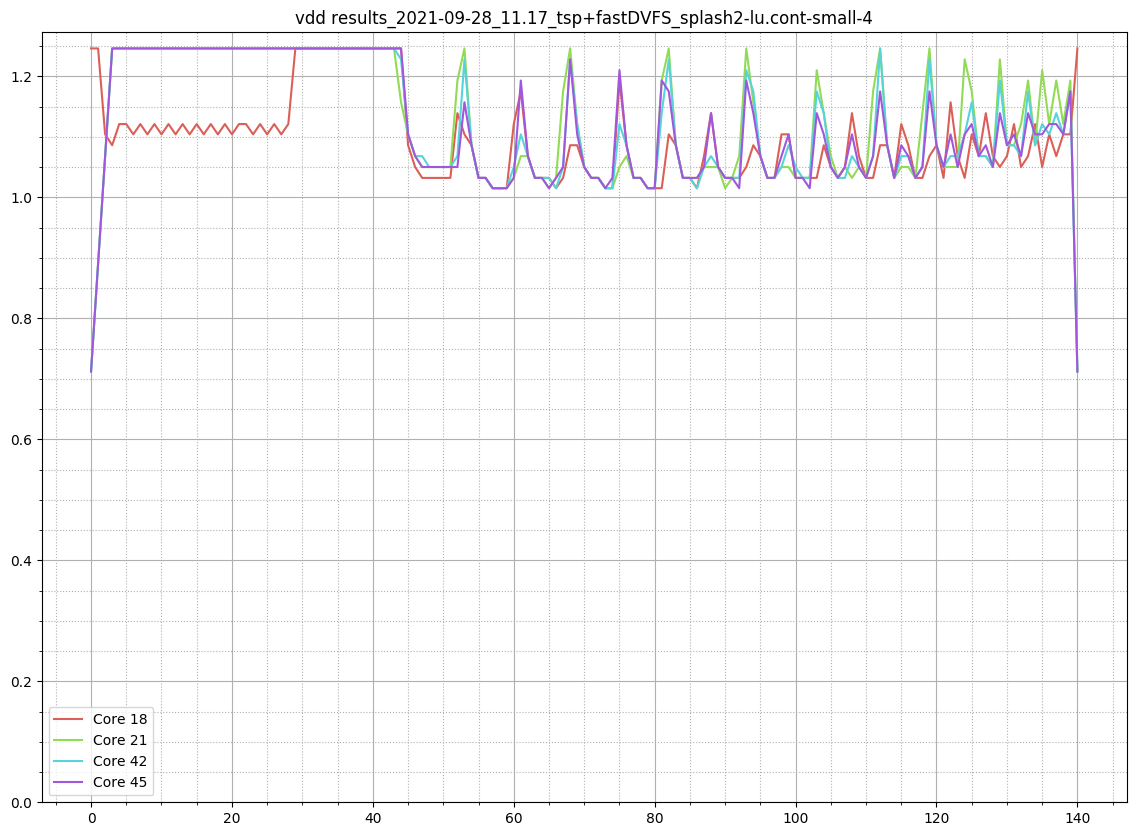 vdd results_2021-09-28_11.17_tsp+fastDVFS_splash2-lu.cont-small-4
1.2
1.0
0.8
0.6
0.4
0.2
0.0
Core 18
Core 21
Core 42
Core 45
0 20 40 60 80 100 120 140